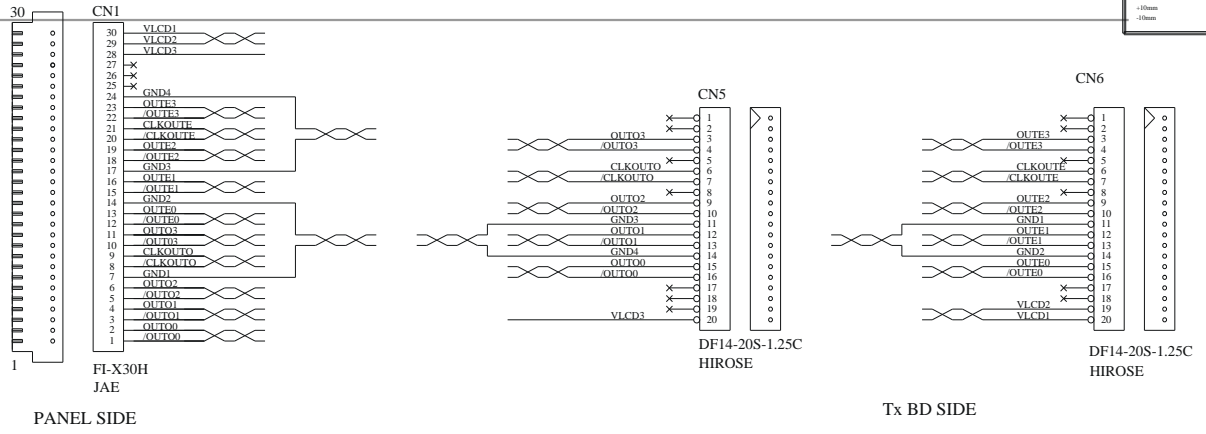 30
CN1
+10mm
-10mm
30 VLCD1
29 VLCD2
28 VLCD3
27
26
25
24 GND4
23 OUTE3
22 /OUTE3
21 CLKOUTE
20 /CLKOUTE
19 OUTE2
18 /OUTE2
17 GND3
16 OUTE1
15 /OUTE1
14 GND2
13 OUTE0
12 /OUTE0
11 OUTO3
10 /OUT03
9 CLKOUTO
8 /CLKOUTO
7 GND1
6 OUTO2
5 /OUTO2
4 OUTO1
3 /OUTO1
2 OUTO0
1 /OUTO0
1
FI-X30H
JAE
PANEL SIDE
CN5
1
2
OUTO3 3
/OUTO3 4
5
CLKOUTO 6
/CLKOUTO 7
8
OUTO2 9
/OUTO2 10
GND3 11
OUTO1 12
/OUTO1 13
GND4 14
OUTO0 15
/OUTO0 16
17
18
19
VLCD3 20
DF14-20S-1.25C
HIROSE
CN6
1
2
OUTE3 3
/OUTE3 4
5
CLKOUTE 6
/CLKOUTE 7
8
OUTE2 9
/OUTE2 10
GND1 11
OUTE1 12
/OUTE1 13
GND2 14
OUTE0 15
/OUTE0 16
17
18
VLCD2 19
VLCD1 20
DF14-20S-1.25C
HIROSE
Tx BD SIDE